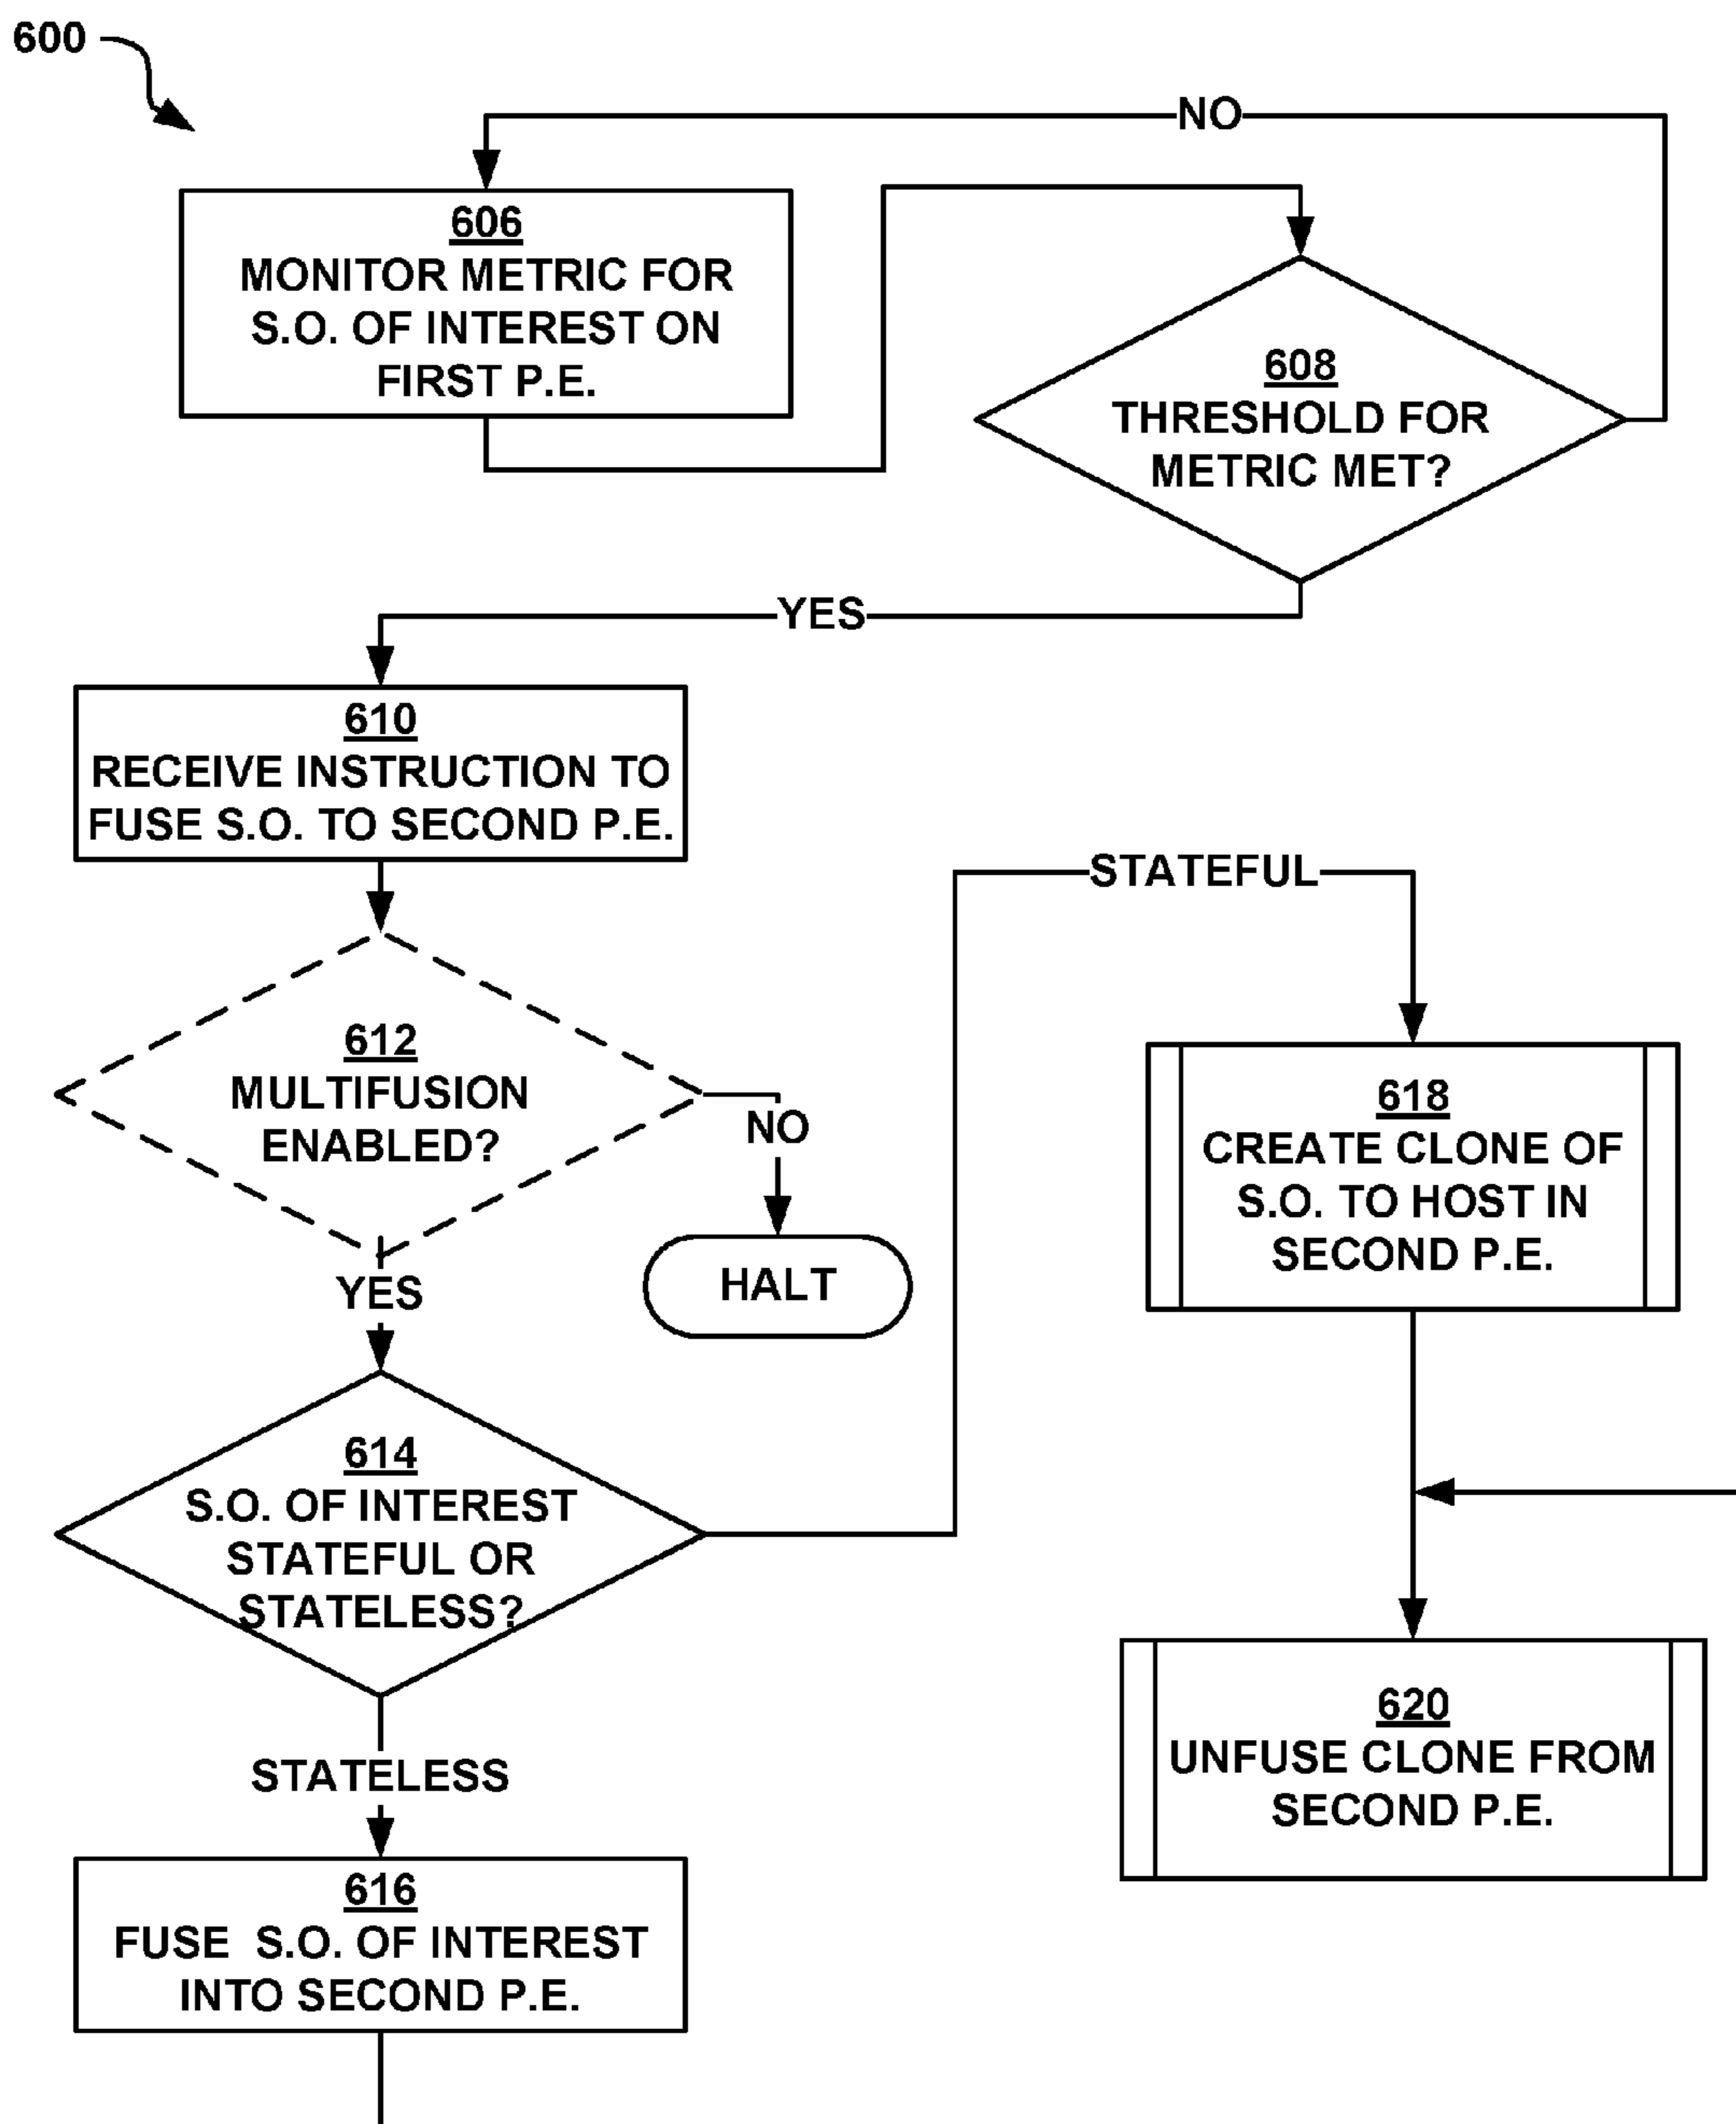 600
NO
606
MONITOR METRIC FOR
S.O. OF INTEREST ON
FIRST P.E.
608
THRESHOLD FOR
METRIC MET?
YES
610
RECEIVE INSTRUCTION TO
FUSE S.O. TO SECOND P.E.
612
MULTIFUSION
ENABLED?
NO
HALT
YES
614
S.O. OF INTEREST
STATEFUL OR
STATELESS?
STATEFUL
618
CREATE CLONE OF
S.O. TO HOST IN
SECOND P.E.
620
UNFUSE CLONE FROM
SECOND P.E.
STATELESS
616
FUSE S.O. OF INTEREST
INTO SECOND P.E.